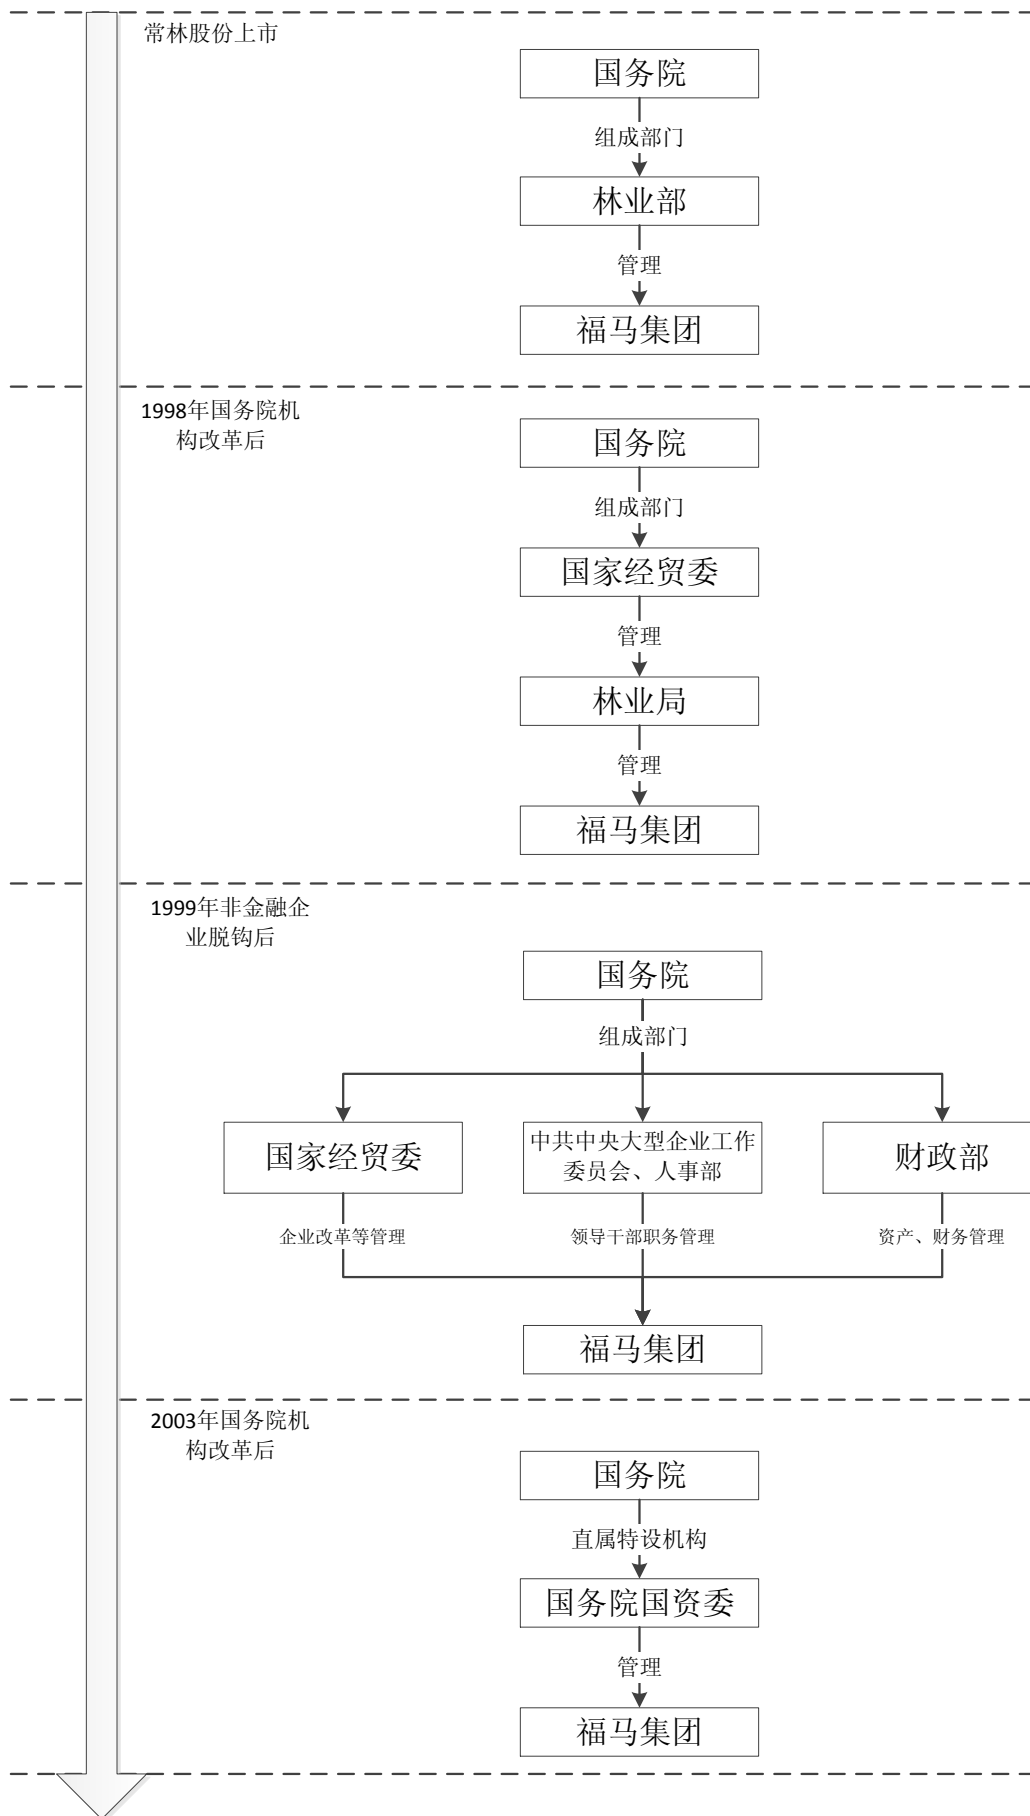 常林股份上市
国务院
组成部门
林业部
管理
福马集团
1998年国务院机
构改革后
国务院
组成部门
国家经贸委
管理
林业局
管理
福马集团
1999年非金融企
业脱钩后
国务院
组成部门
国家经贸委
中共中央大型企业工作
委员会、人事部
财政部
企业改革等管理
领导干部职务管理
资产、财务管理
福马集团
2003年国务院机
构改革后
国务院
直属特设机构
国务院国资委
管理
福马集团